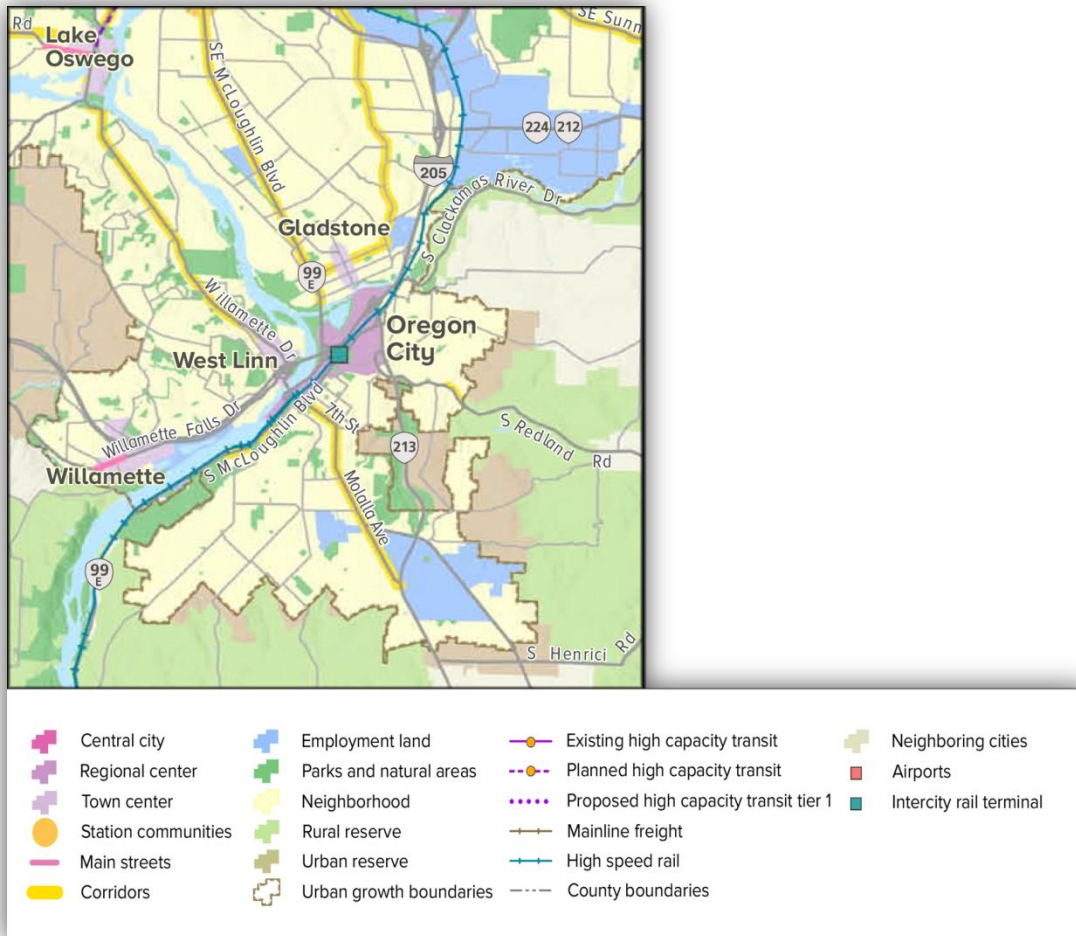 Rd
Lake
Oswego
SE Sunn
SE McLoughlin Blvd
224
212
205
S Clackamas River Dr
Gladstone
99
E
Willamette Dr
Oregon
City
West Linn
Willamette Falls Dr
S McLoughlin Blvd
7th St
S Redland Rd
213
Willamette
Molalla Ave
99
E
S Henrici Rd
Central city
Regional center
Town center
Station communities
Main streets
Corridors
Employment land
Parks and natural areas
Neighborhood
Rural reserve
Urban reserve
Urban growth boundaries
Existing high capacity transit
Planned high capacity transit
Proposed high capacity transit tier 1
Mainline freight
High speed rail
County boundaries
Neighboring cities
Airports
Intercity rail terminal